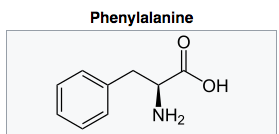 Phenylalanine
O
OH
NH₂